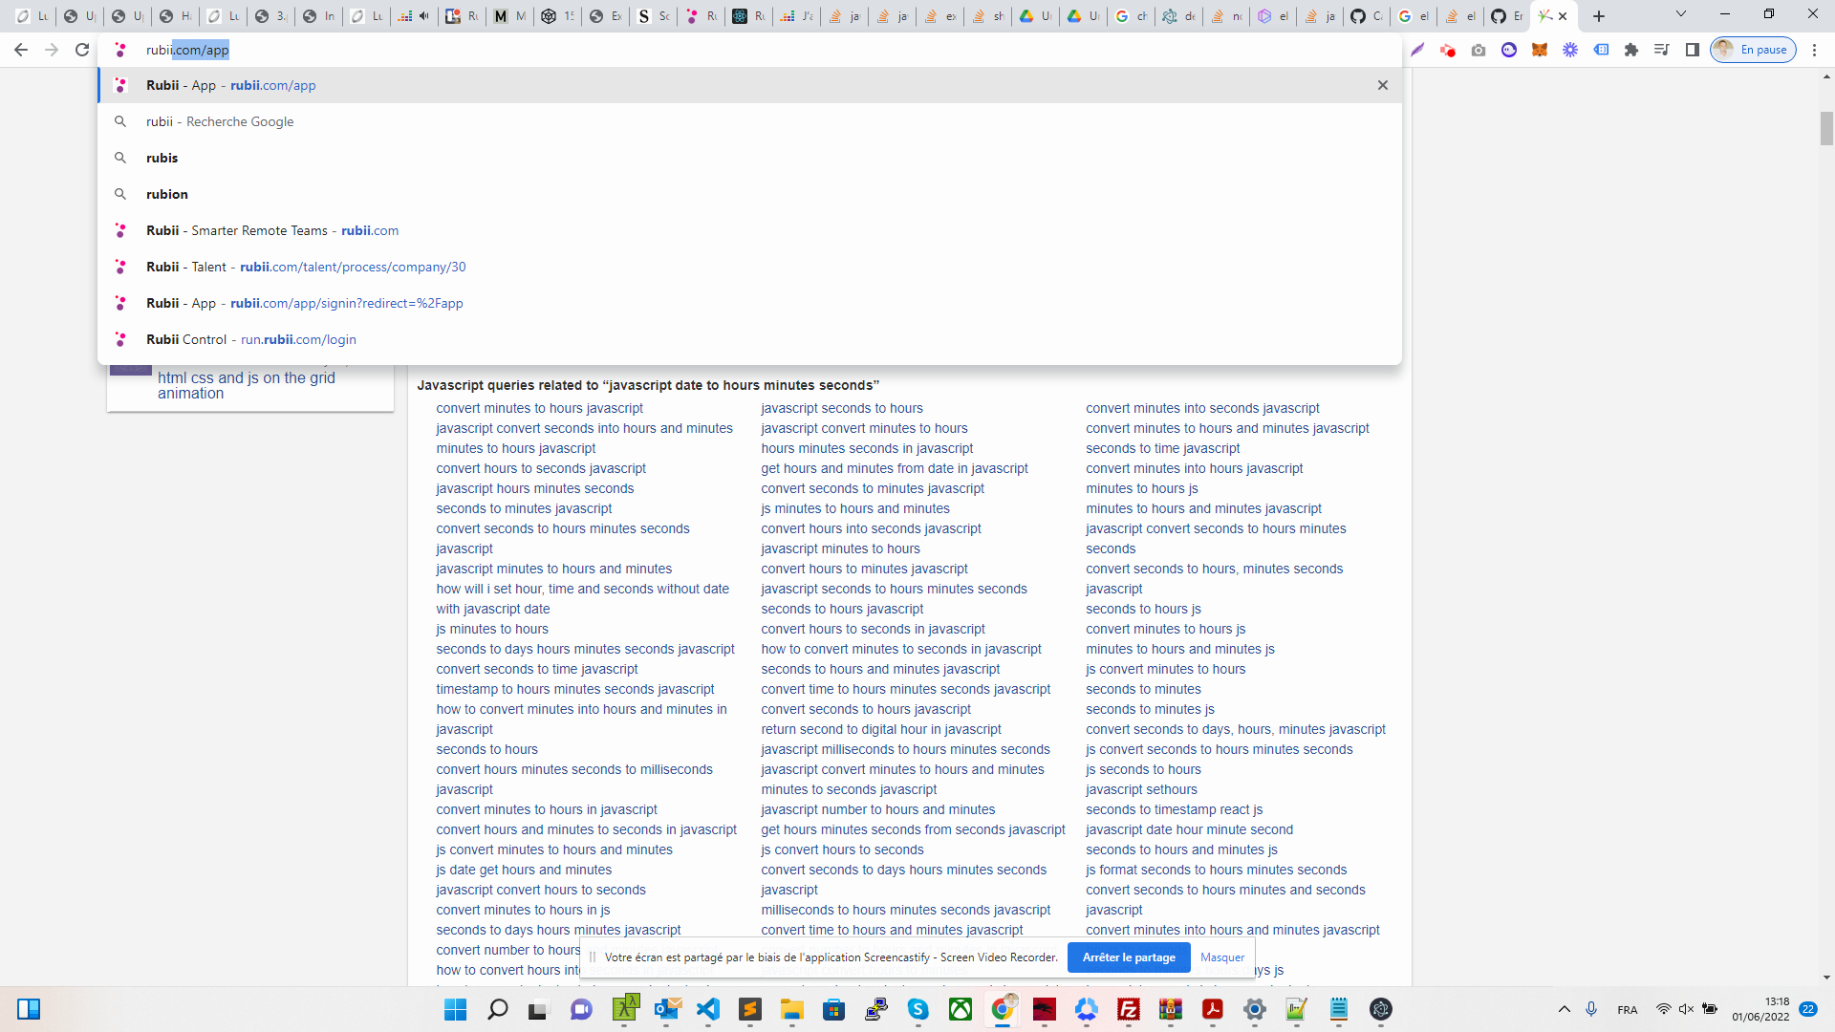 rubii.com/app
En pause
Rubii - App - rubii.com/app
rubii - Recherche Google
rubis
rubion
Rubii - Smarter Remote Teams - rubii.com
Rubii - Talent - rubii.com/talent/process/company/30
Rubii - App - rubii.com/app/signin?redirect=%2Fapp
Rubii Control - run.rubii.com/login
html css and js on the grid
animation
Javascript queries related to “javascript date to hours minutes seconds”
convert minutes to hours javascript
javascript convert seconds into hours and minutes
minutes to hours javascript
convert hours to seconds javascript
javascript hours minutes seconds
seconds to minutes javascript
convert seconds to hours minutes seconds
javascript
javascript minutes to hours and minutes
how will i set hour, time and seconds without date
with javascript date
js minutes to hours
seconds to days hours minutes seconds javascript
convert seconds to time javascript
timestamp to hours minutes seconds javascript
how to convert minutes into hours and minutes in
javascript
seconds to hours
convert hours minutes seconds to milliseconds
javascript
convert minutes to hours in javascript
convert hours and minutes to seconds in javascript
js convert minutes to hours and minutes
js date get hours and minutes
javascript convert hours to seconds
convert minutes to hours in js
seconds to days hours minutes javascript
convert number to hours
how to convert hours into
javascript seconds to hours
javascript convert minutes to hours
hours minutes seconds in javascript
get hours and minutes from date in javascript
convert seconds to minutes javascript
js minutes to hours and minutes
convert hours into seconds javascript
javascript minutes to hours
convert hours to minutes javascript
javascript seconds to hours minutes seconds
seconds to hours javascript
convert hours to seconds in javascript
how to convert minutes to seconds in javascript
seconds to hours and minutes javascript
convert time to hours minutes seconds javascript
convert seconds to hours javascript
return second to digital hour in javascript
javascript milliseconds to hours minutes seconds
javascript convert minutes to hours and minutes
minutes to seconds javascript
javascript number to hours and minutes
get hours minutes seconds from seconds javascript
js convert hours to seconds
convert seconds to days hours minutes seconds
javascript
milliseconds to hours minutes seconds javascript
convert time to hours and minutes javascript
convert minutes into seconds javascript
convert minutes to hours and minutes javascript
seconds to time javascript
convert minutes into hours javascript
minutes to hours js
minutes to hours and minutes javascript
javascript convert seconds to hours minutes
seconds
convert seconds to hours, minutes seconds
javascript
seconds to hours js
convert minutes to hours js
minutes to hours and minutes js
js convert minutes to hours
seconds to minutes
seconds to minutes js
convert seconds to days, hours, minutes javascript
js convert seconds to hours minutes seconds
js seconds to hours
javascript sethours
seconds to timestamp react js
javascript date hour minute second
seconds to hours and minutes js
js format seconds to hours minutes seconds
convert seconds to hours minutes and seconds
javascript
convert minutes into hours and minutes javascript
js
Votre écran est partagé par le biais de l'application Screencastify - Screen Video Recorder.
Arrêter le partage
Masquer
FRA
13:18
01/06/2022
22